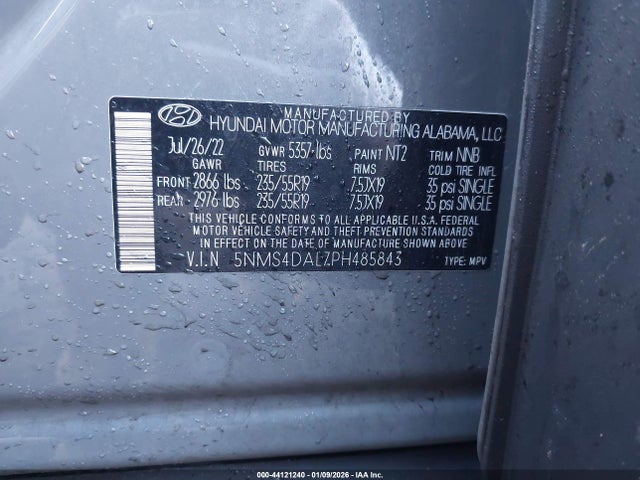 MANUFACTURED BY
HYUNDAI MOTOR MANUFACTURING ALABAMA, LLC
Jul/26/22 GVWR 5357 lbs PAINT NT2 TRIM NNB
GAWR TIRES RIMS COLD TIRE INFL
FRONT 2866 lbs 235/55R19 7.5JX19 35 psi SINGLE
REAR 2976 lbs 235/55R19 7.5JX19 35 psi SINGLE
THIS VEHICLE CONFORMS TO ALL APPLICABLE U.S.A. FEDERAL
MOTOR VEHICLE SAFETY AND THEFT PREVENTION STANDARDS
IN EFFECT ON THE DATE OF MANUFACTURE SHOWN ABOVE.
V.I.N 5NMS4DALZPH485843 TYPE: MPV
000-44121240 - 01/09/2026 - IAA Inc.